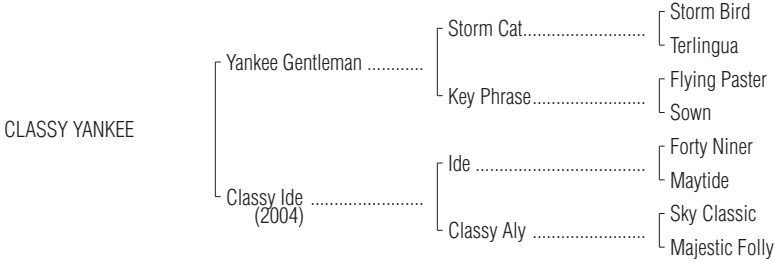 Storm Bird
Storm Cat..........................
Terlingua
Yankee Gentleman ............
Flying Paster
Key Phrase........................
Sown
CLASSY YANKEE
Forty Niner
Ide ....................................
Maytide
Classy Ide ........................
(2004)
Sky Classic
Classy Aly ........................
Majestic Folly